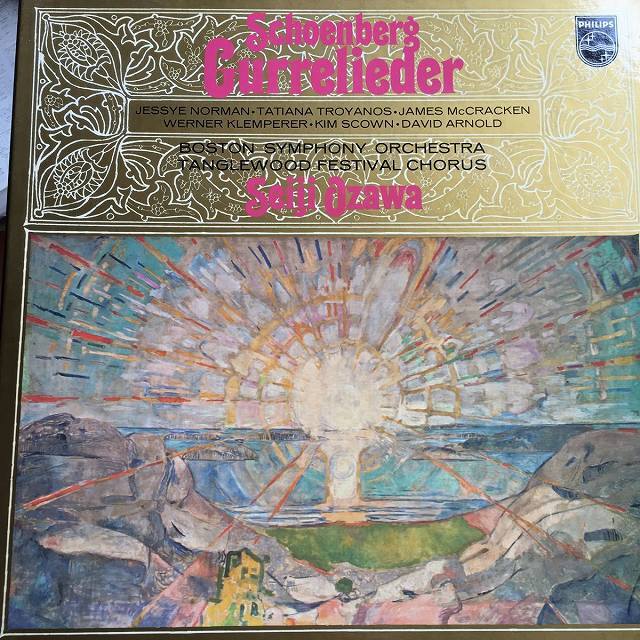 PHILIPS
Schoenberg
Gurrelieder
JESSYE NORMAN • TATIANA TROYANOS • JAMES McCRACKEN
WERNER KLEMPERER • KIM SCOWN • DAVID ARNOLD
BOSTON SYMPHONY ORCHESTRA
TANGLEWOOD FESTIVAL CHORUS
Seiji Ozawa